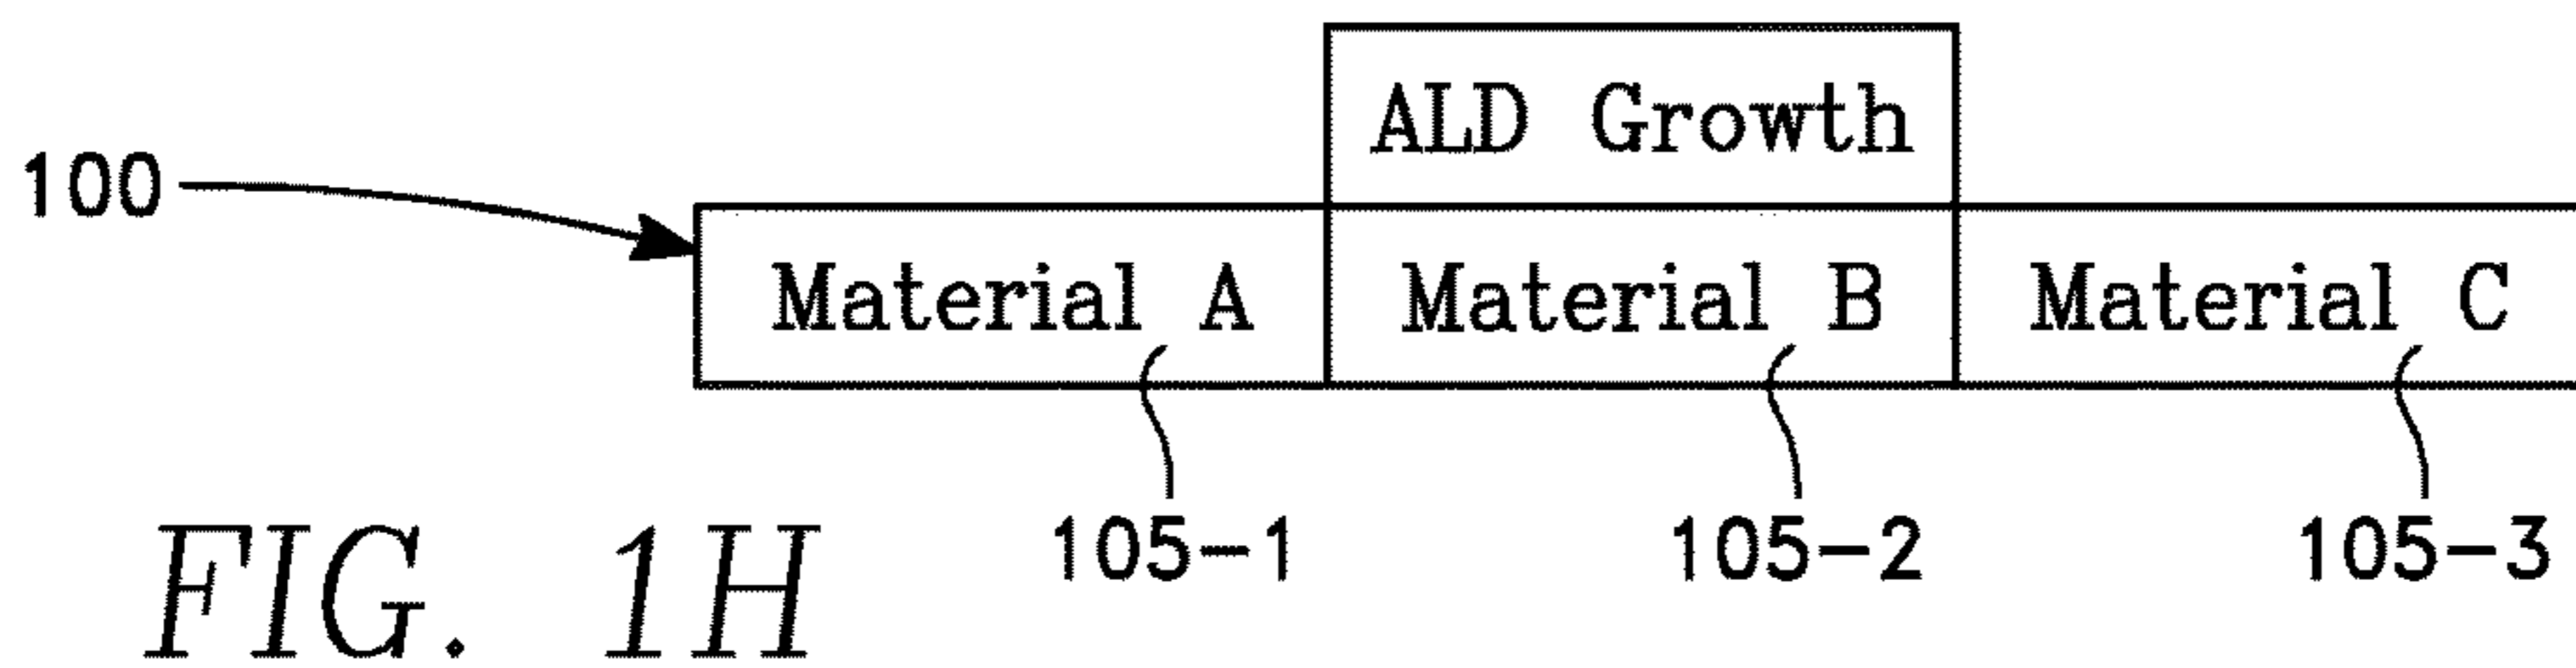 ALD Growth
100
Material A Material B Material C
105-1 105-2 105-3
FIG. 1H